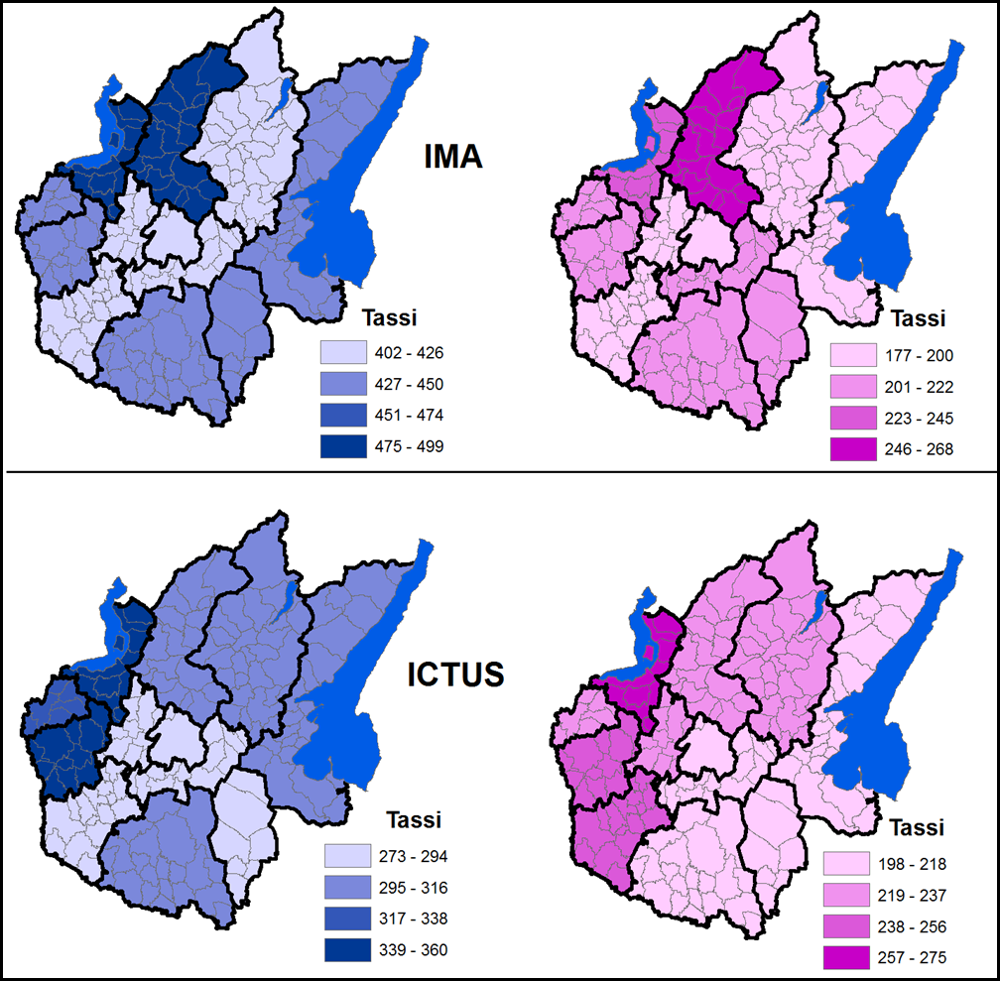 IMA
Tassi
402 - 426
427 - 450
451 - 474
475 - 499
Tassi
177 - 200
201 - 222
223 - 245
246 - 268
ICTUS
Tassi
273 - 294
295 - 316
317 - 338
339 - 360
Tassi
198 - 218
219 - 237
238 - 256
257 - 275